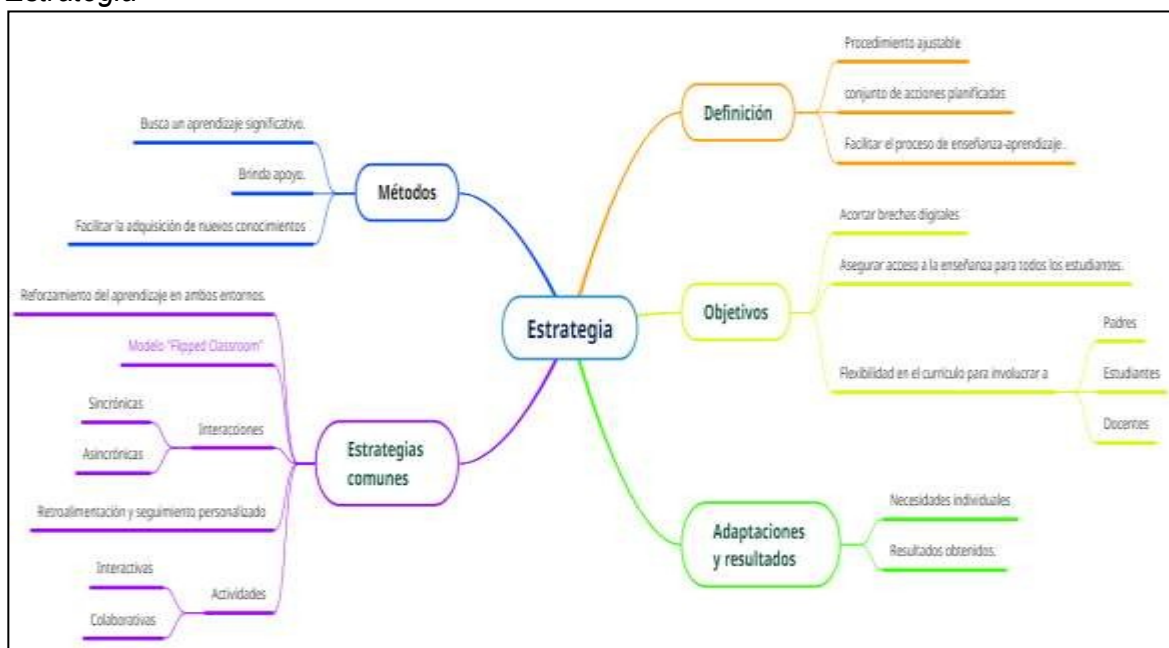 Estrategia
Procedimiento ajustable
conjunto de acciones planificadas
Facilitar el proceso de enseñanza-aprendizaje.
Definición
Busca un aprendizaje significativo.
Brinda apoyo.
Facilitar la adquisición de nuevos conocimientos
Métodos
Acortar brechas digitales
Asegurar acceso a la enseñanza para todos los estudiantes.
Objetivos
Flexibilidad en el currículo para involucrar a
Padres
Estudiantes
Docentes
Estrategia
Reforzamiento del aprendizaje en ambos entornos.
Modelo "Flipped Classroom"
Sincrónicas
Interacciones
Asincrónicas
Estrategias
comunes
Retroalimentación y seguimiento personalizado
Interactivas
Actividades
Colaborativas
Necesidades individuales
Adaptaciones
y resultados
Resultados obtenidos.